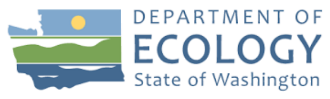 DEPARTMENT OF
ECOLOGY
State of Washington